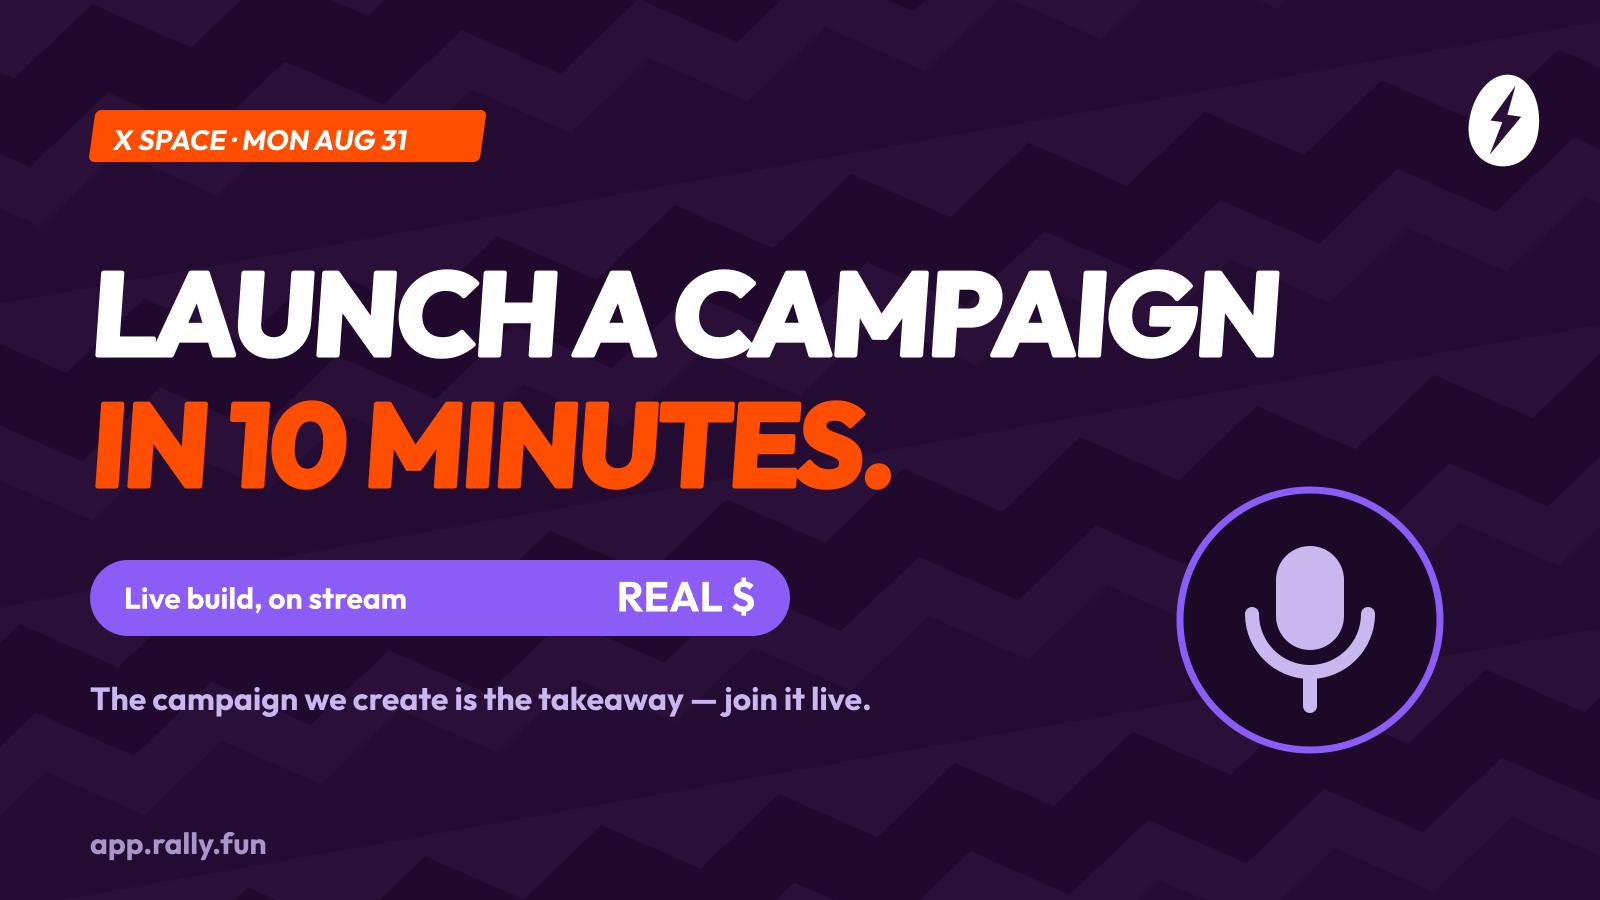 X SPACE · MON AUG 31
LAUNCH A CAMPAIGN
IN 10 MINUTES.
Live build, on stream REAL $
The campaign we create is the takeaway — join it live.
app.rally.fun